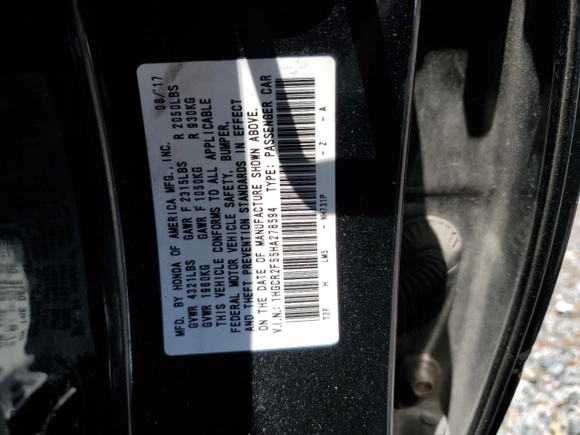 MFD. BY HONDA OF AMERICA MFG., INC. 08/17
GVWR 4321LBS GAWR F 2315LBS R 2050LBS
GVWR 1960KG GAWR F 1050KG R 930KG
THIS VEHICLE CONFORMS TO ALL APPLICABLE
FEDERAL MOTOR VEHICLE SAFETY, BUMPER,
AND THEFT PREVENTION STANDARDS IN EFFECT
ON THE DATE OF MANUFACTURE SHOWN ABOVE.
V.I.N.: 1HGCR2F55HA278594 TYPE: PASSENGER CAR
T2F H LM5 - NH731P - Z - A